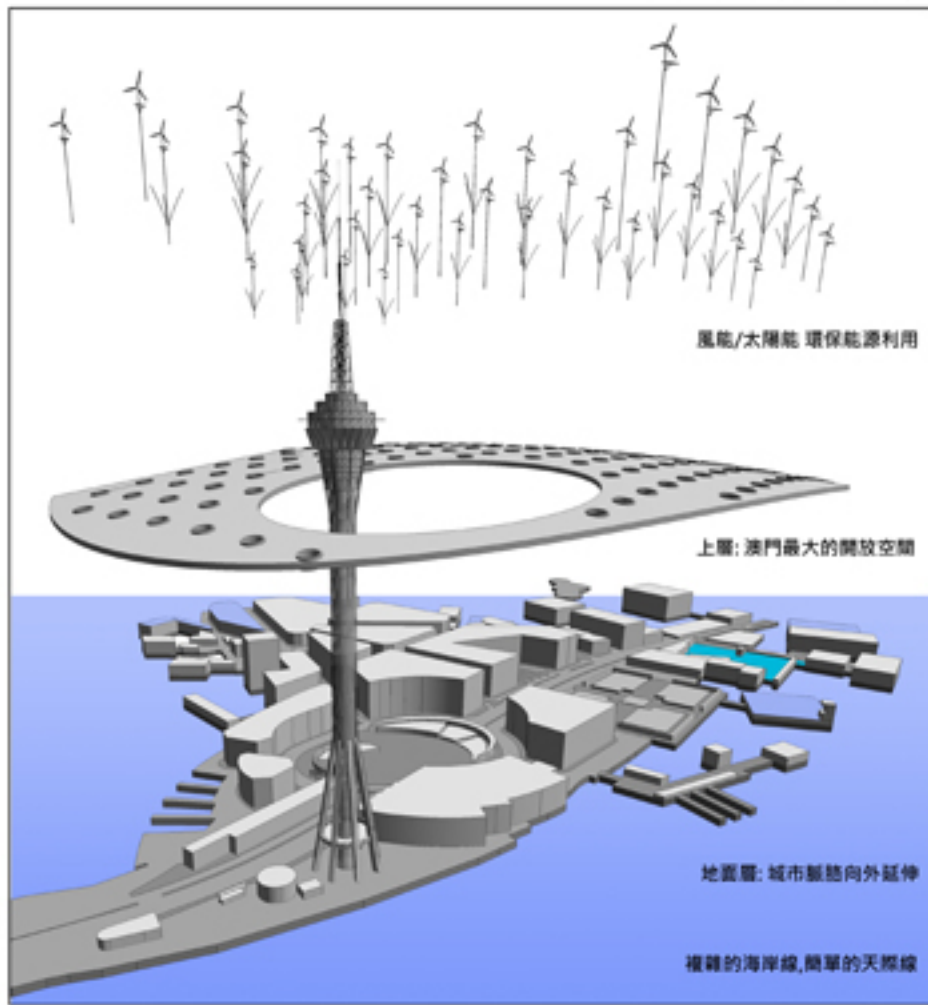 風能/太陽能 環保能源利用
上層: 澳門最大的開放空間
地面層: 城市脈胳向外延伸
複雜的海岸線,簡單的天際線